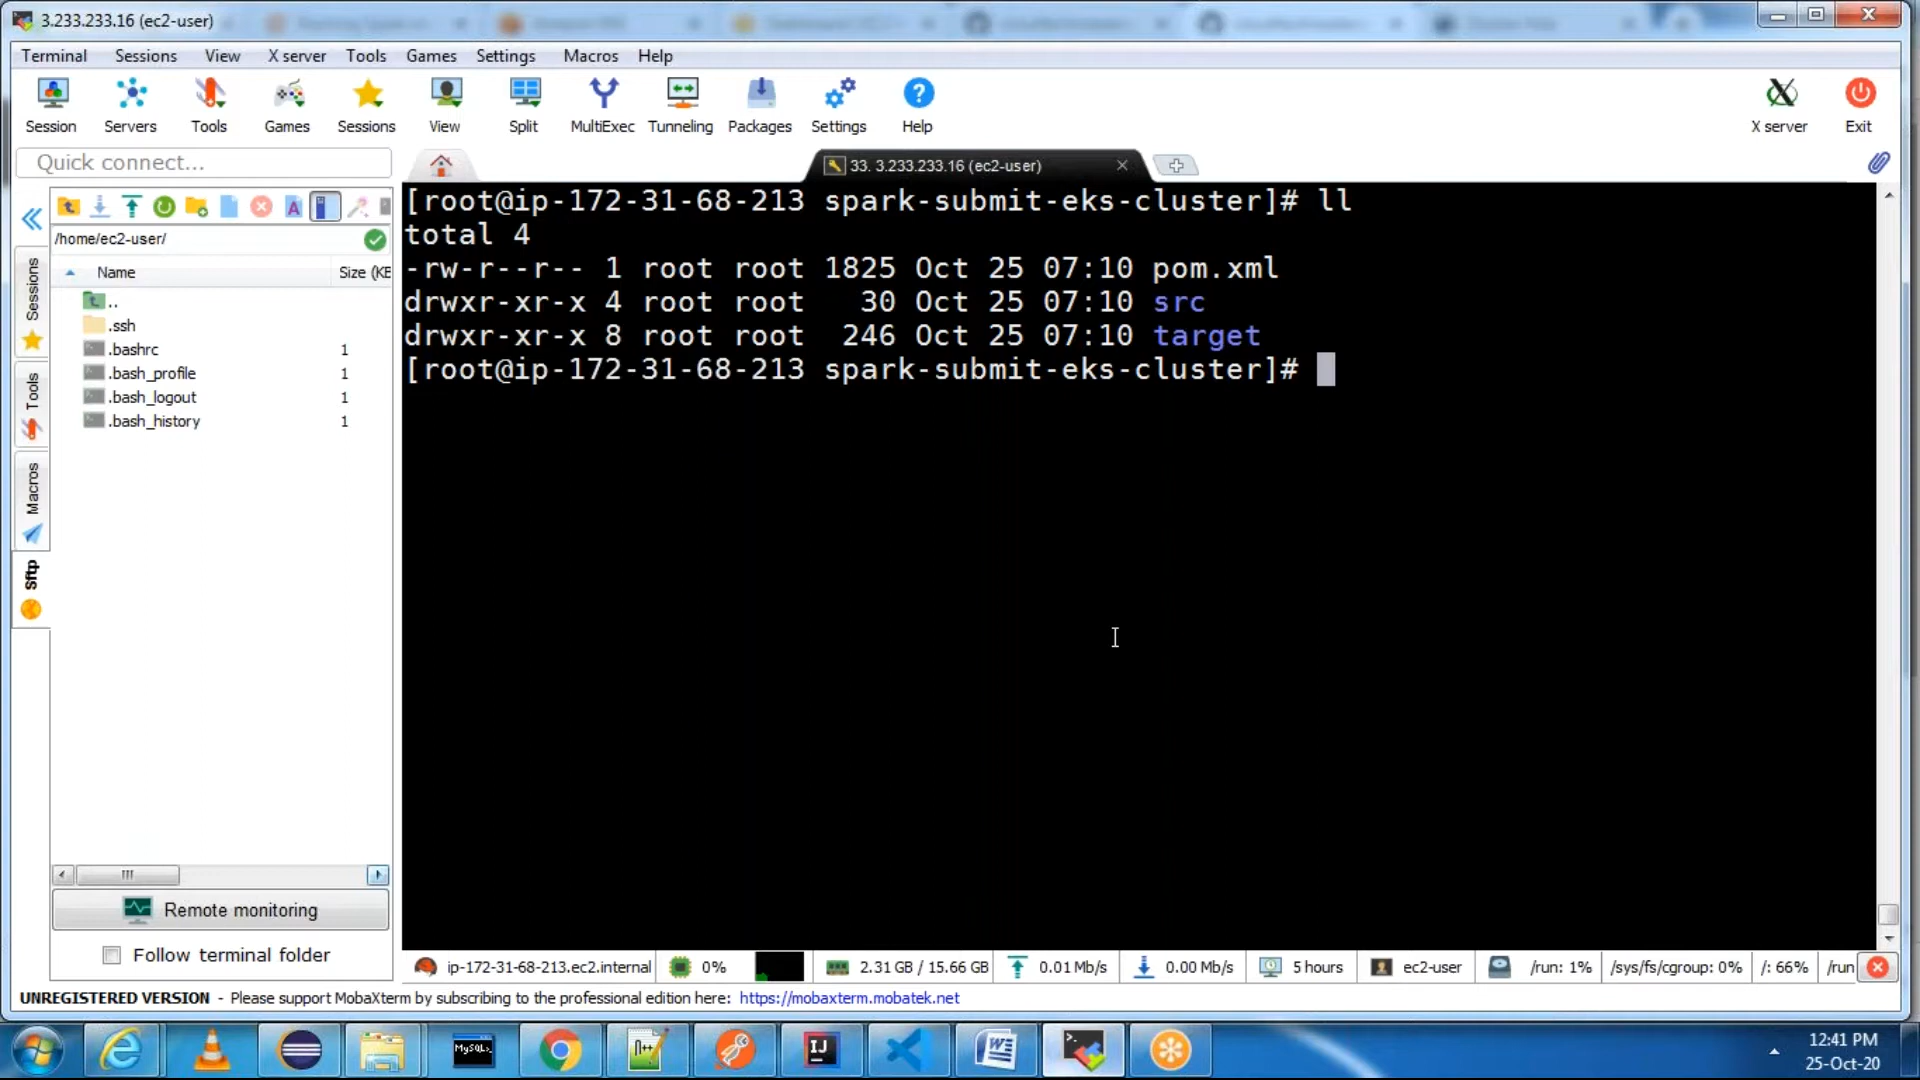 3.233.233.16 (ec2-user)
Terminal Sessions View X server Tools Games Settings Macros Help
Session Servers Tools Games Sessions View Split MultiExec Tunneling Packages Settings Help X server Exit
Quick connect...
33. 3.233.233.16 (ec2-user)
/home/ec2-user/
Name Size (KB
..
.ssh
.bashrc 1
.bash_profile 1
.bash_logout 1
.bash_history 1
Sessions
Tools
Macros
Sftp
[root@ip-172-31-68-213 spark-submit-eks-cluster]# ll
total 4
-rw-r--r-- 1 root root 1825 Oct 25 07:10 pom.xml
drwxr-xr-x 4 root root 30 Oct 25 07:10 src
drwxr-xr-x 8 root root 246 Oct 25 07:10 target
[root@ip-172-31-68-213 spark-submit-eks-cluster]#
Remote monitoring
Follow terminal folder
ip-172-31-68-213.ec2.internal 0% 2.31 GB / 15.66 GB 0.01 Mb/s 0.00 Mb/s 5 hours ec2-user /run: 1% /sys/fs/cgroup: 0% /: 66% /run
UNREGISTERED VERSION - Please support MobaXterm by subscribing to the professional edition here: https://mobaxterm.mobatek.net
MySQL>
N++
IJ
W
12:41 PM
25-Oct-20